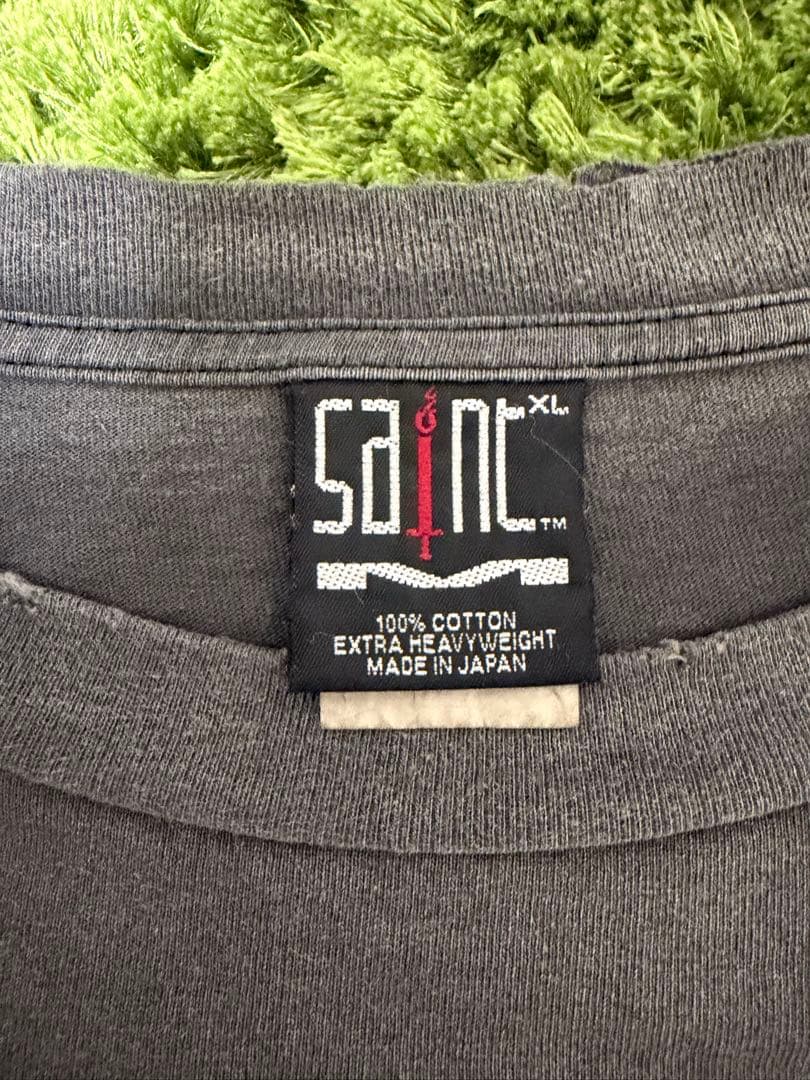 saint XL
TM
100% COTTON
EXTRA HEAVYWEIGHT
MADE IN JAPAN